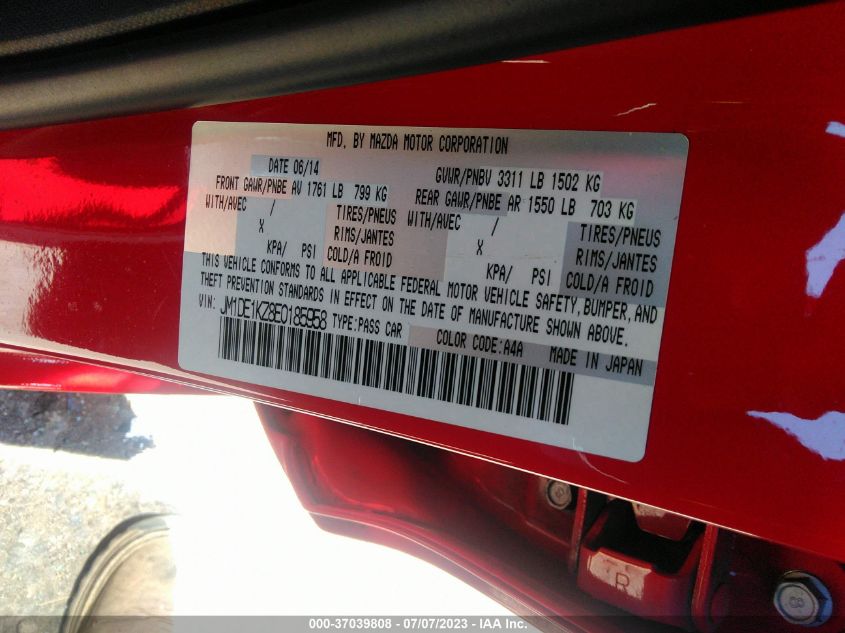 MFD. BY MAZDA MOTOR CORPORATION
DATE 06/14 GVWR/PNBV 3311 LB 1502 KG
FRONT GAWR/PNBE AV 1761 LB 799 KG REAR GAWR/PNBE AR 1550 LB 703 KG
WITH/AVEC / TIRES/PNEUS WITH/AVEC / TIRES/PNEUS
X RIMS/JANTES X RIMS/JANTES
KPA/ PSI COLD/A FROID KPA/ PSI COLD/A FROID
THIS VEHICLE CONFORMS TO ALL APPLICABLE FEDERAL MOTOR VEHICLE SAFETY, BUMPER, AND
THEFT PREVENTION STANDARDS IN EFFECT ON THE DATE OF MANUFACTURE SHOWN ABOVE.
VIN: JM1DE1KZ8E0185958 TYPE:PASS CAR COLOR CODE:A4A MADE IN JAPAN
R
000-37039808 - 07/07/2023 - IAA Inc.